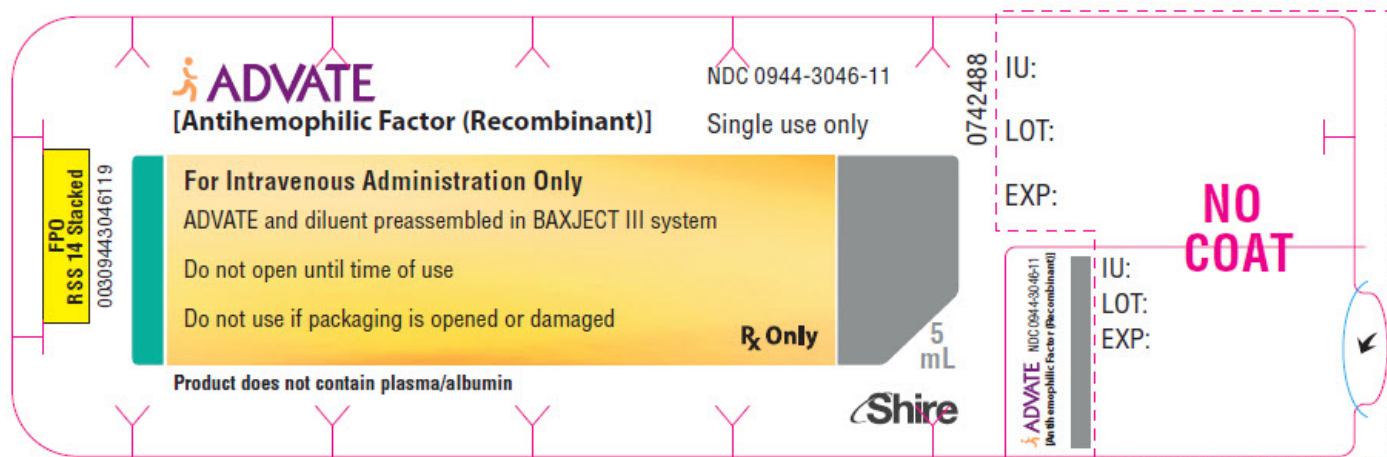 ADVATE
[Antihemophilic Factor (Recombinant)]
NDC 0944-3046-11
Single use only
For Intravenous Administration Only
ADVATE and diluent preassembled in BAXJECT III system
Do not open until time of use
Do not use if packaging is opened or damaged
Rx Only
5
mL
Product does not contain plasma/albumin
Shire
FPO
RSS 14 Stacked
00309443046119
0742488
IU:
LOT:
EXP:
NO
COAT
ADVATE NDC 0944-3046-11
[Antihemophilic Factor (Recombinant)]
IU:
LOT:
EXP: